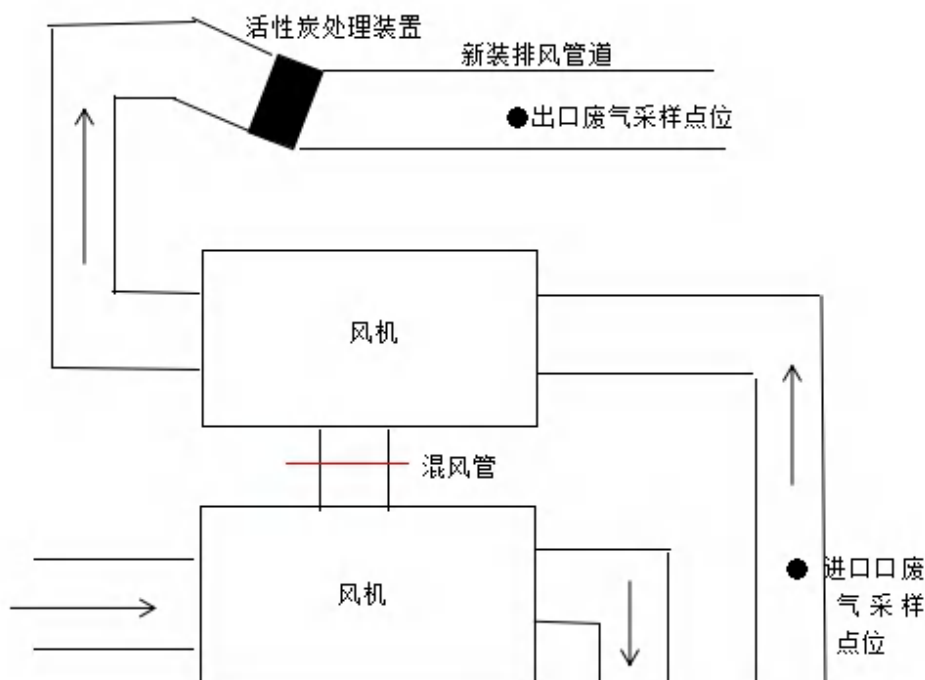 活性炭处理装置
新装排风管道
出口废气采样点位
风机
混风管
风机
进口口废
气采样
点位